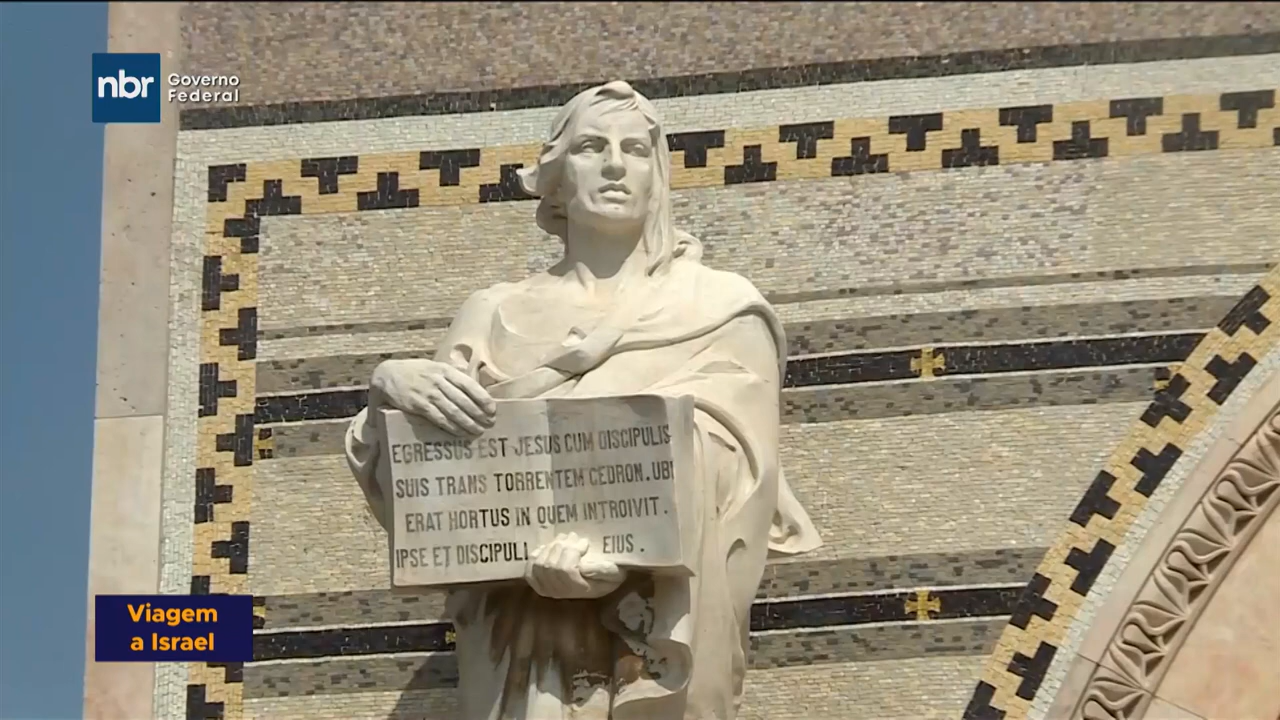 nbr
Governo
Federal
EGRESSUS EST JESUS CUM DISCIPULIS
SUIS TRANS TORRENTEM CEDRON. UBI
ERAT HORTUS IN QUEM INTROIVIT.
IPSE ET DISCIPULI EIUS.
Viagem
a Israel